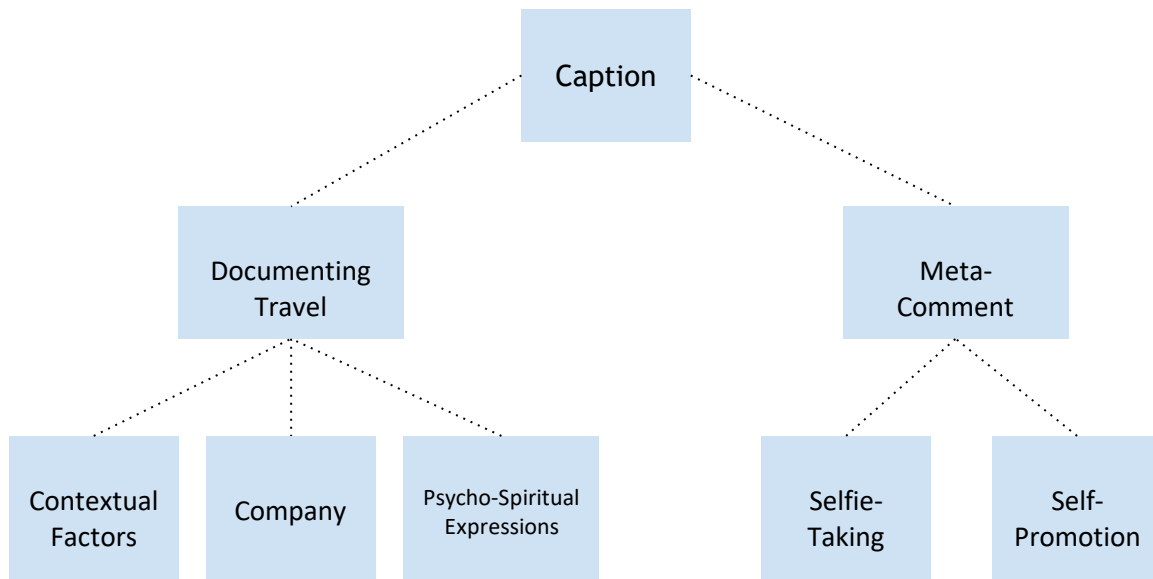 Caption
Documenting
Travel
Meta-
Comment
Contextual
Factors
Company
Psycho-Spiritual
Expressions
Selfie-
Taking
Self-
Promotion